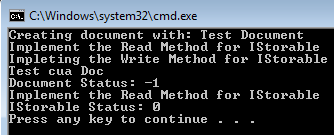 C:\Windows\system32\cmd.exe
Creating document with: Test Document
Implement the Read Method for IStorable
Impleting the Write Method for IStorable
Test cua Doc
Document Status: -1
Implement the Read Method for IStorable
IStorable Status: 0
Press any key to continue . . .